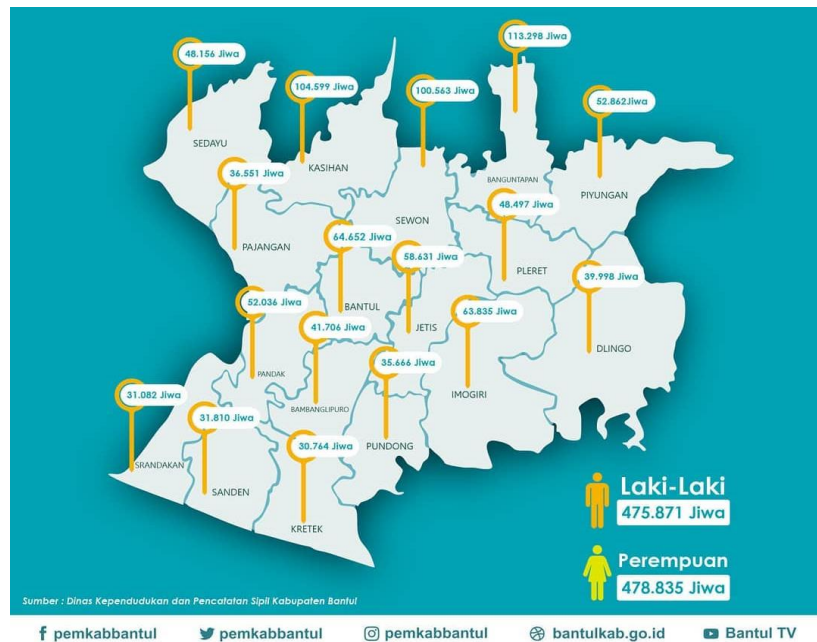 113.298 Jiwa
48.156 Jiwa
104.599 Jiwa
100.563 Jiwa
52.862Jiwa
SEDAYU
KASIHAN
36.551 Jiwa
BANGUNTAPAN
PIYUNGAN
48.497 Jiwa
SEWON
64.652 Jiwa
PAJANGAN
58.631 Jiwa
PLERET
39.998 Jiwa
52.036 Jiwa
BANTUL
63.835 Jiwa
41.706 Jiwa
JETIS
DLINGO
35.666 Jiwa
PANDAK
31.082 Jiwa
IMOGIRI
BAMBANGLIPURO
31.810 Jiwa
30.764 Jiwa
PUNDONG
SRANDAKAN
SANDEN
KRETEK
Laki-Laki
475.871 Jiwa
Perempuan
478.835 Jiwa
Sumber : Dinas Kependudukan dan Pencatatan Sipil Kabupaten Bantul
pemkabbantul pemkabbantul pemkabbantul bantulkab.go.id Bantul TV